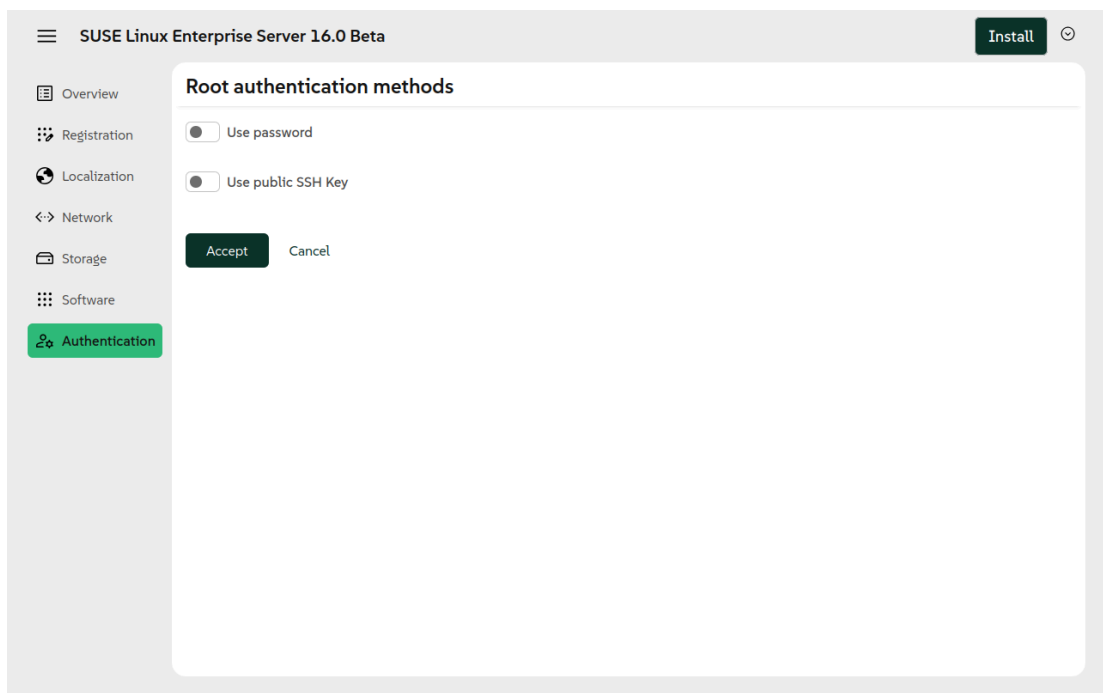 SUSE Linux Enterprise Server 16.0 Beta
Install
Overview
Registration
Localization
Network
Storage
Software
Authentication
Root authentication methods
Use password
Use public SSH Key
Accept
Cancel